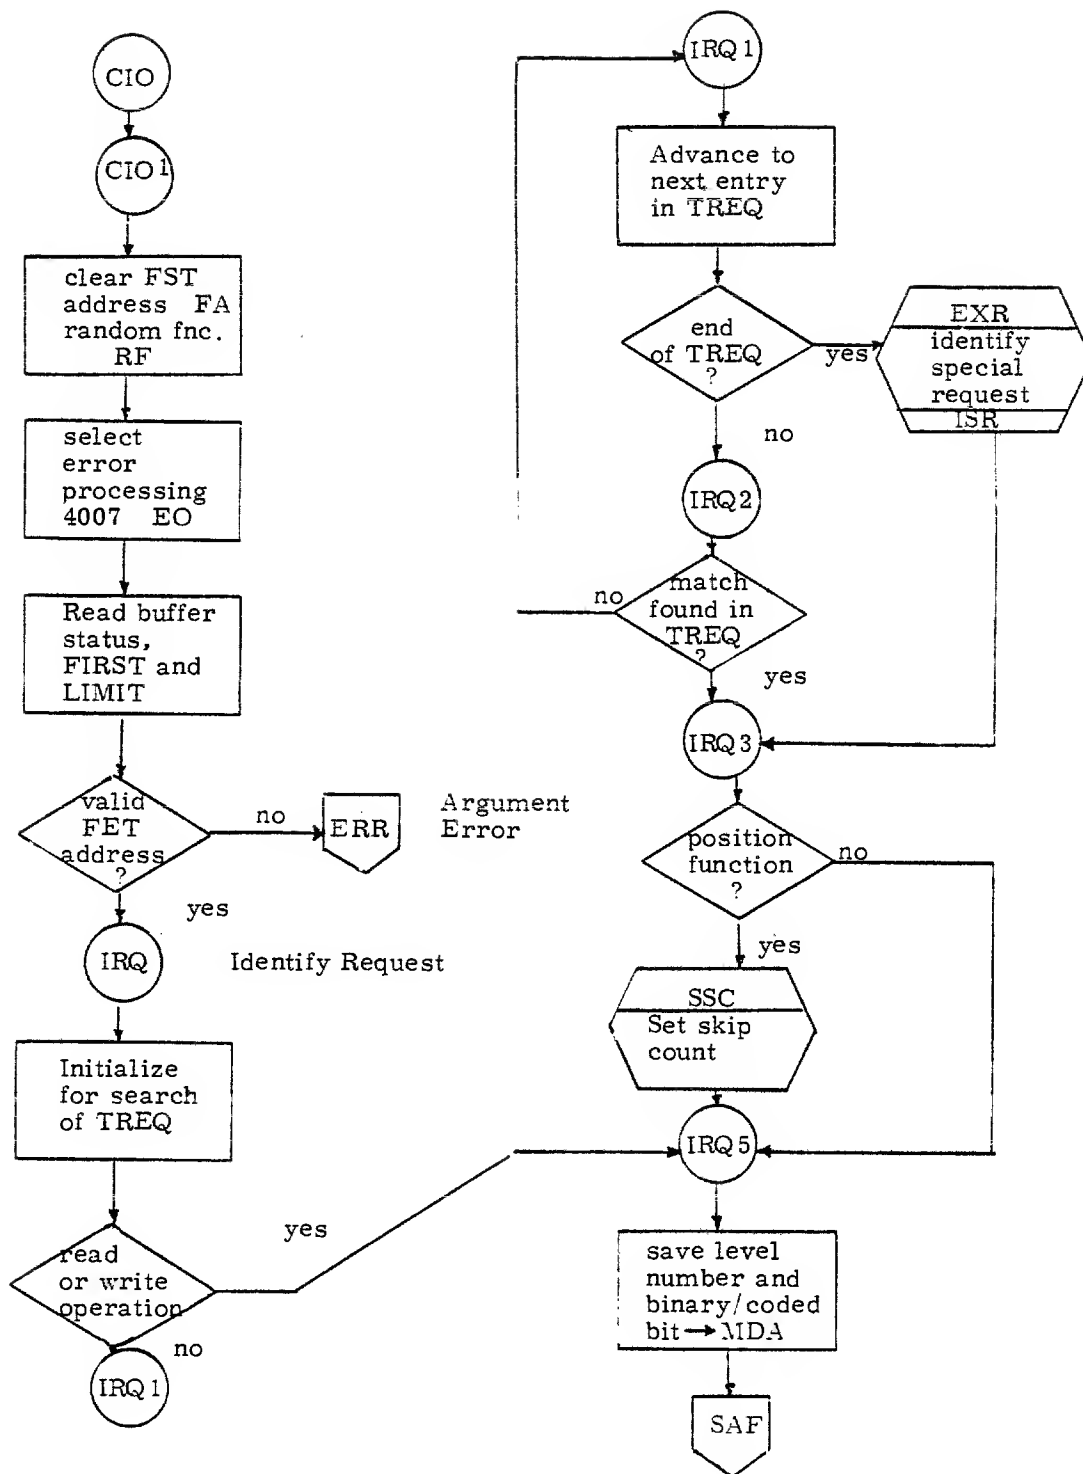 CIO
CIO 1
clear FST
address FA
random fnc.
RF
select
error
processing
4007 EO
Read buffer
status,
FIRST and
LIMIT
valid
FET
address
?
no
ERR
Argument
Error
yes
IRQ
Identify Request
Initialize
for search
of TREQ
read
or write
operation
yes
no
IRQ 1
IRQ 1
Advance to
next entry
in TREQ
end
of TREQ
?
yes
EXR
identify
special
request
ISR
no
IRQ 2
match
found in
TREQ
?
no
yes
IRQ 3
position
function
?
no
yes
SSC
Set skip
count
IRQ 5
save level
number and
binary/coded
bit → MDA
SAF